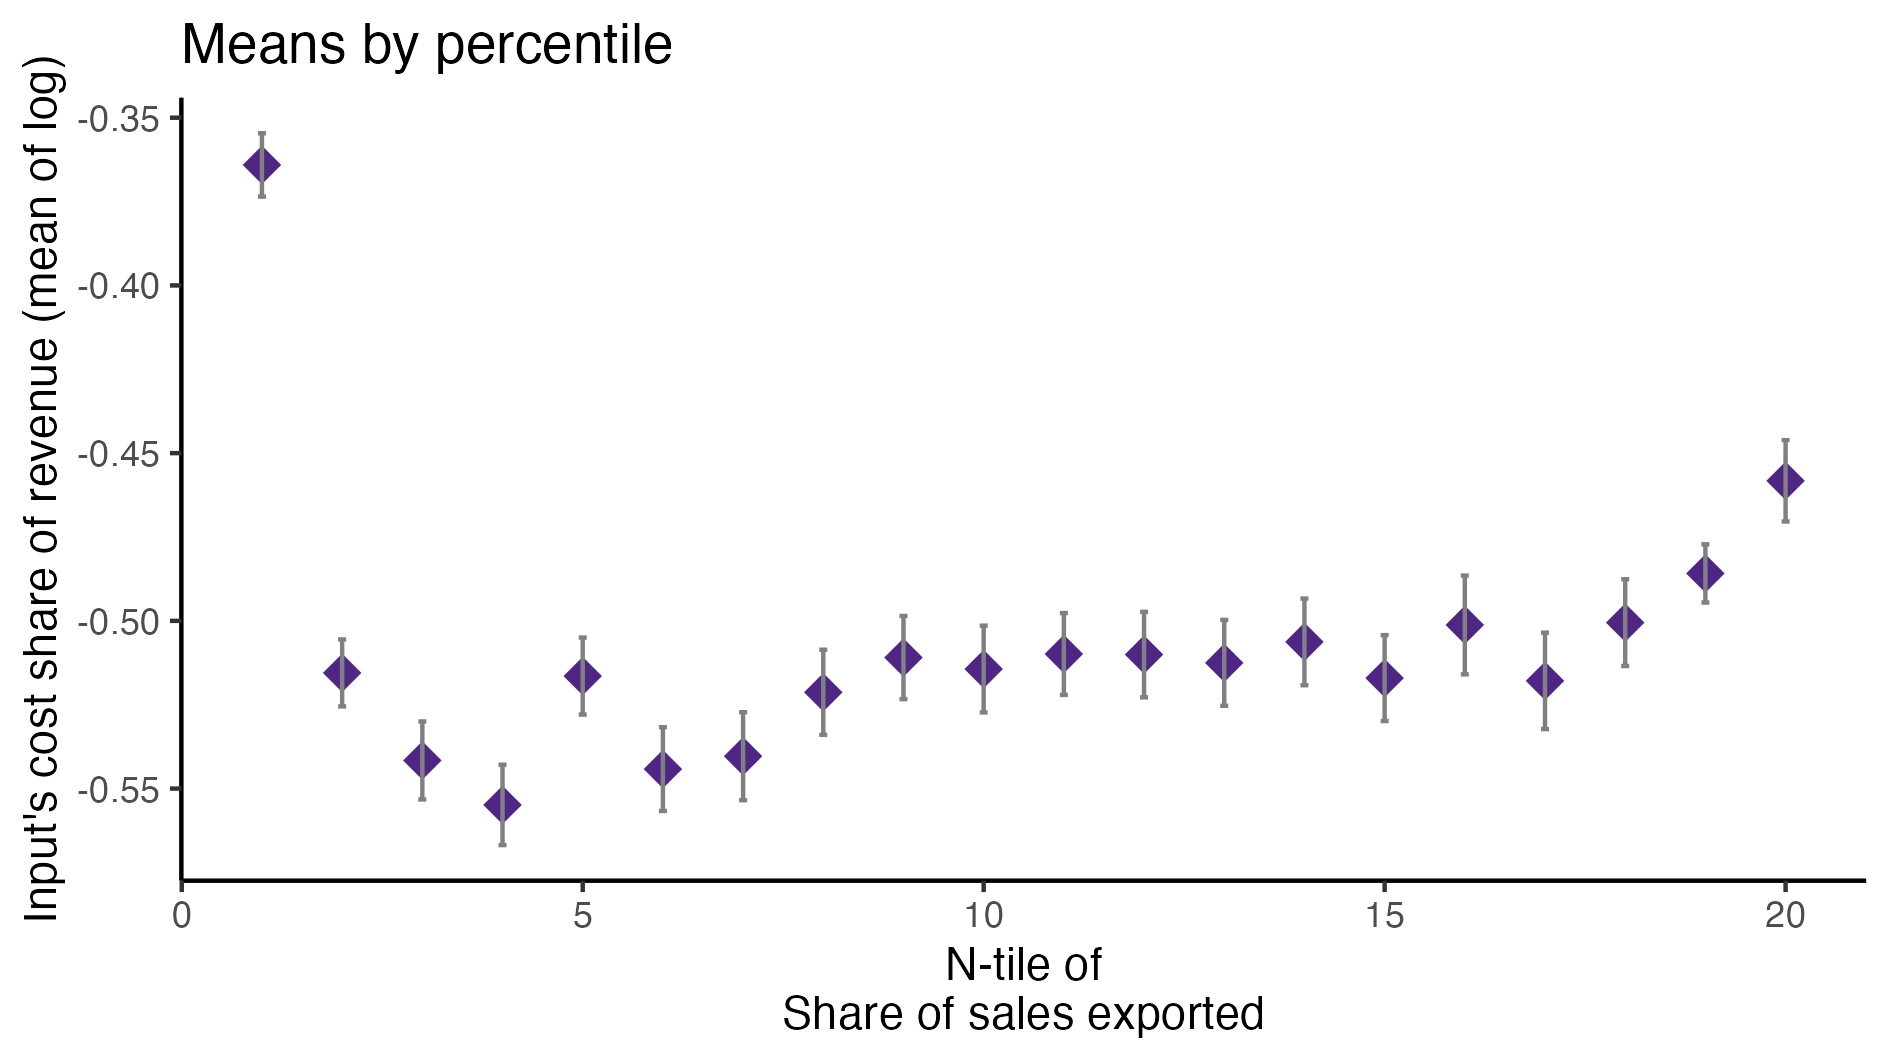 Means by percentile
Input's cost share of revenue (mean of log)
-0.35
-0.40
-0.45
-0.50
-0.55
0 5 10 15 20
N-tile of
Share of sales exported